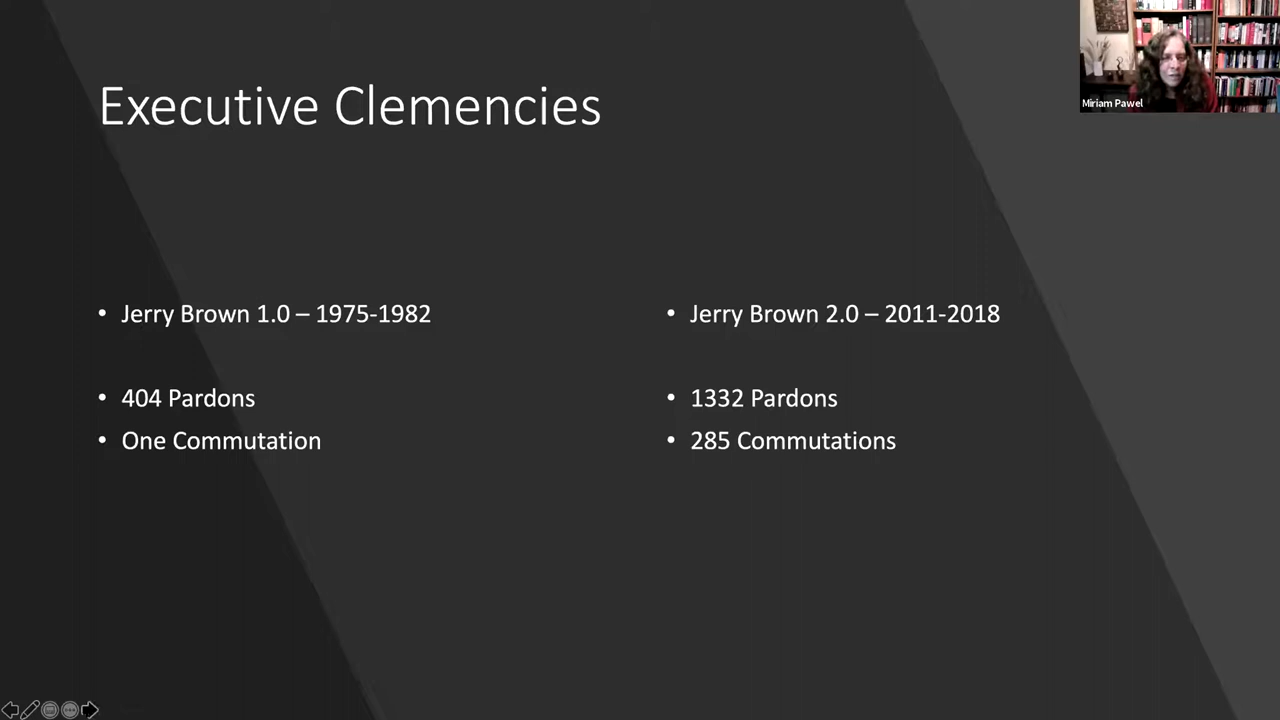 Executive Clemencies
Miriam Pawel
• Jerry Brown 1.0 – 1975-1982
• 404 Pardons
• One Commutation
• Jerry Brown 2.0 – 2011-2018
• 1332 Pardons
• 285 Commutations